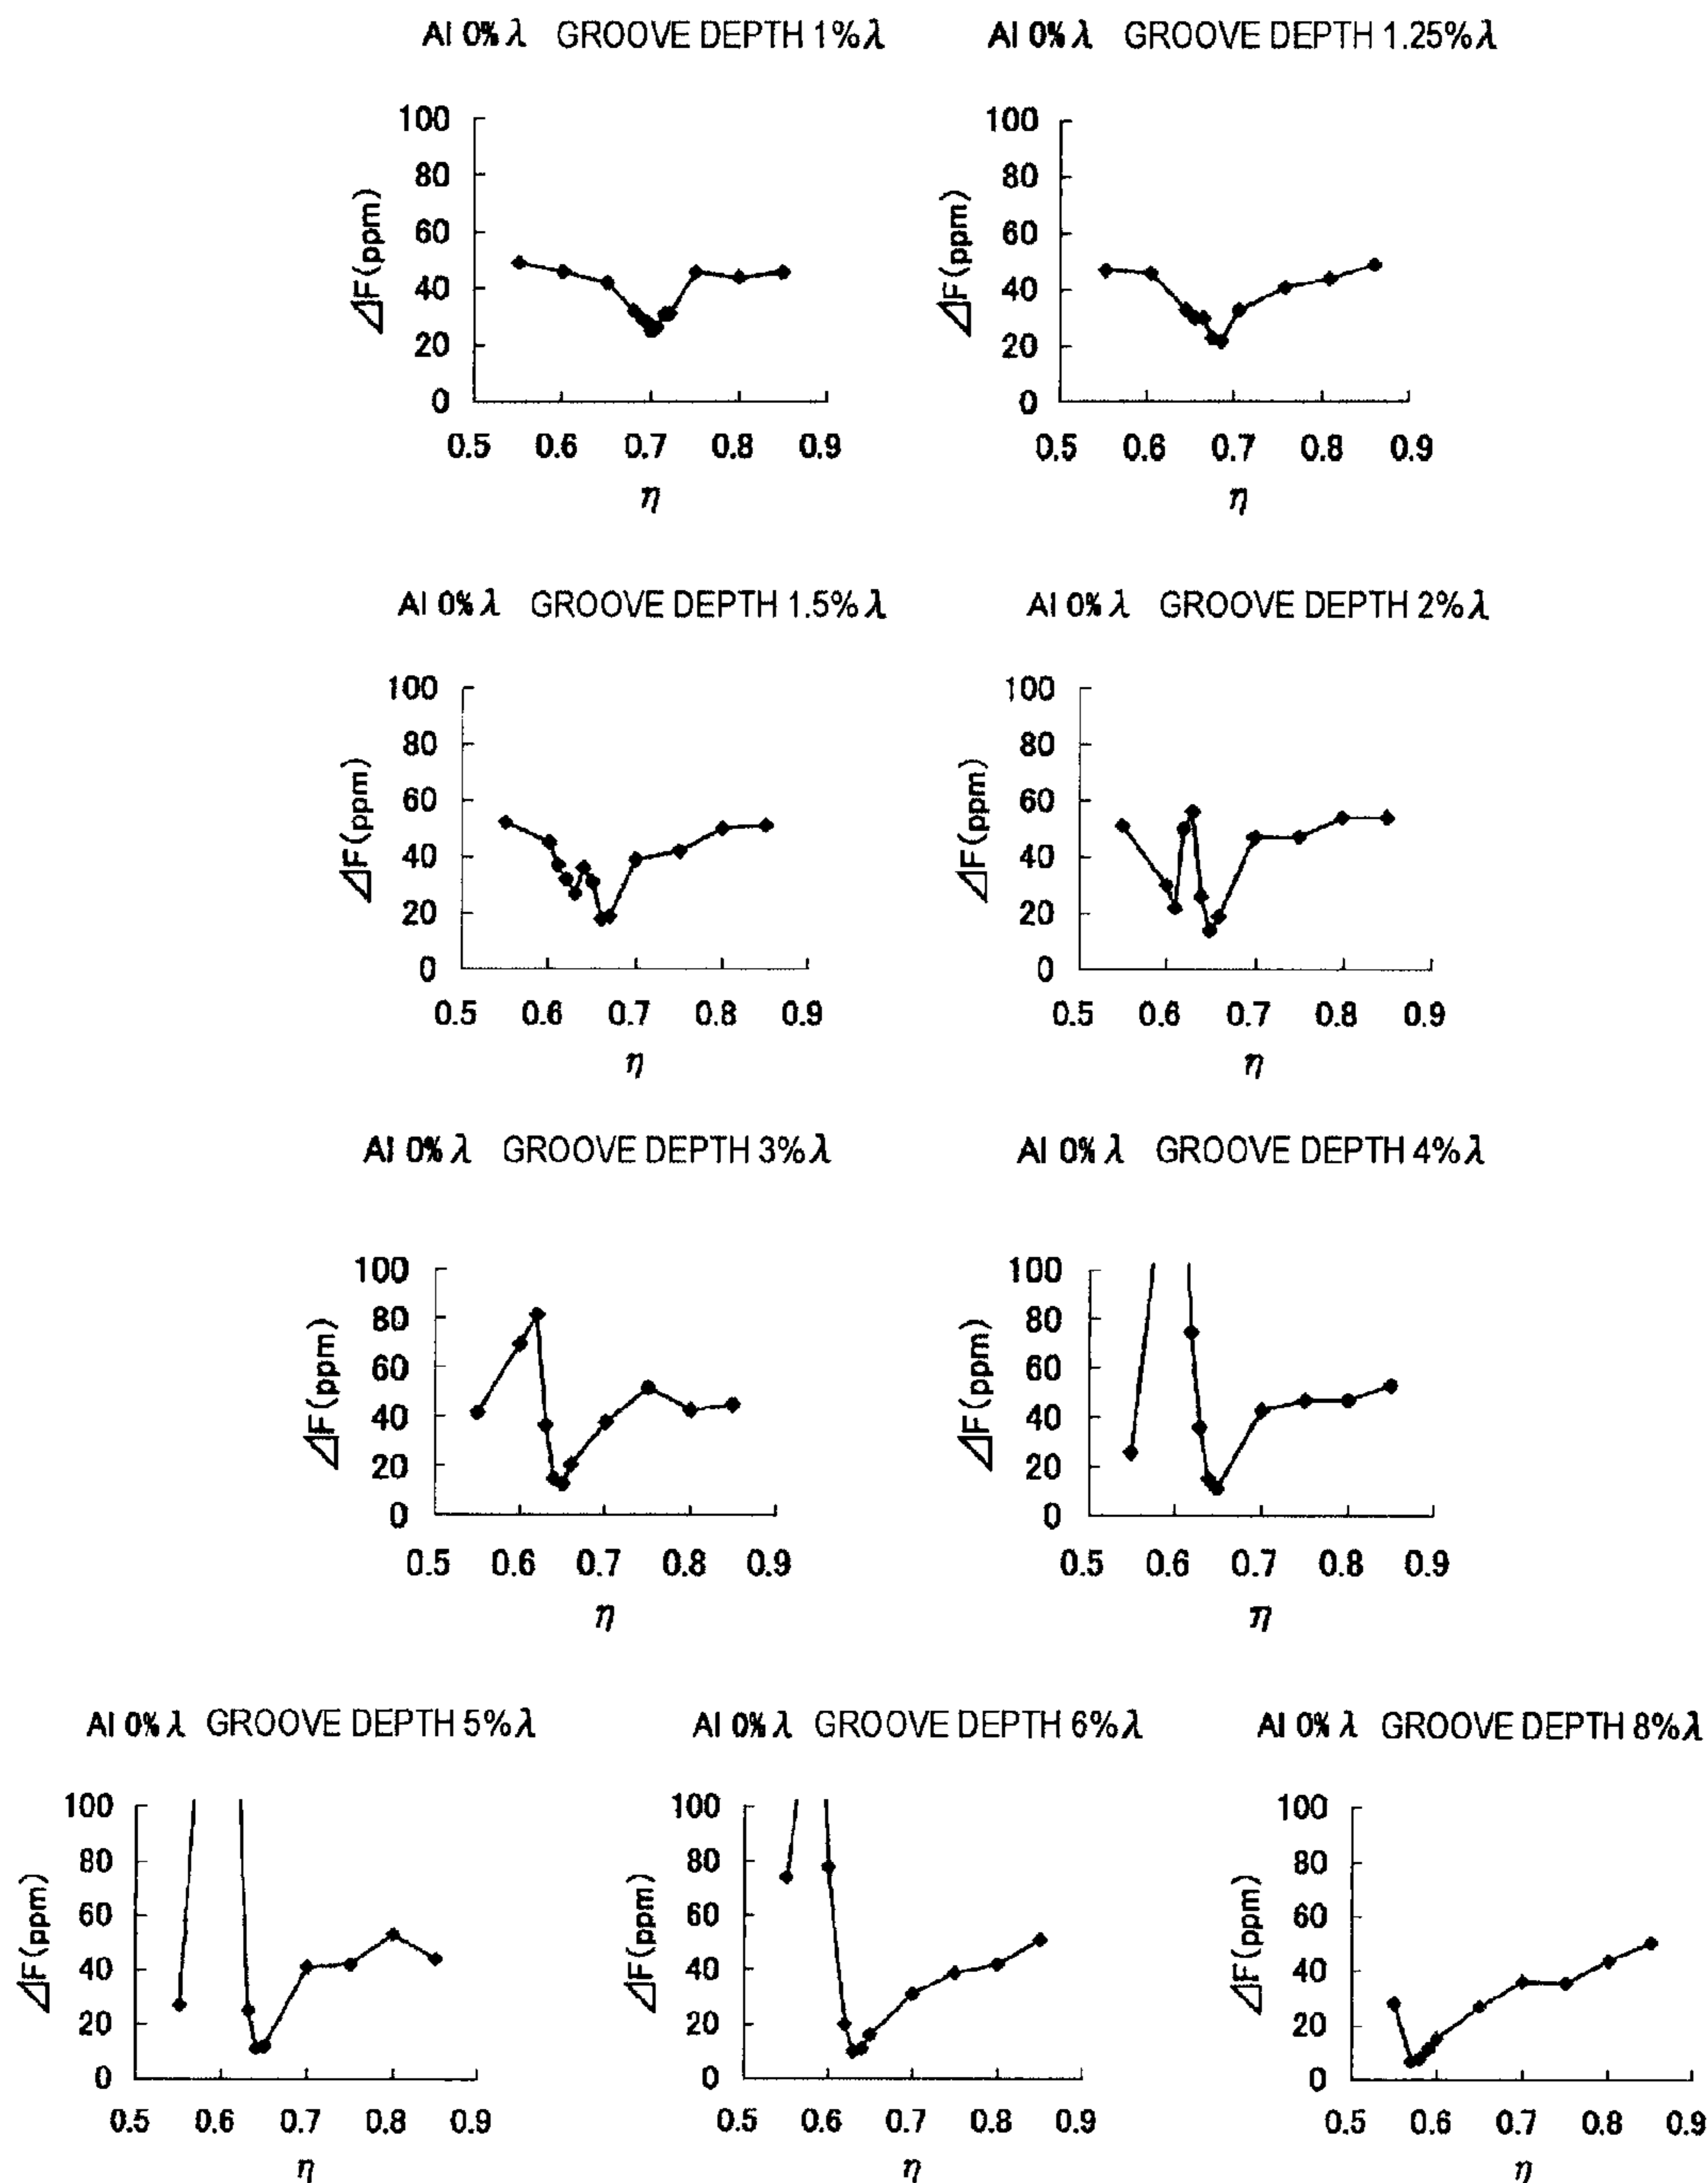 Al 0% λ GROOVE DEPTH 1% λ
ΔF(ppm)
100
80
60
40
20
0
0.5 0.6 0.7 0.8 0.9
η
Al 0% λ GROOVE DEPTH 1.25% λ
ΔF(ppm)
100
80
60
40
20
0
0.5 0.6 0.7 0.8 0.9
η
Al 0% λ GROOVE DEPTH 1.5% λ
ΔF(ppm)
100
80
60
40
20
0
0.5 0.6 0.7 0.8 0.9
η
Al 0% λ GROOVE DEPTH 2% λ
ΔF(ppm)
100
80
60
40
20
0
0.5 0.6 0.7 0.8 0.9
η
Al 0% λ GROOVE DEPTH 3% λ
ΔF(ppm)
100
80
60
40
20
0
0.5 0.6 0.7 0.8 0.9
η
Al 0% λ GROOVE DEPTH 4% λ
ΔF(ppm)
100
80
60
40
20
0
0.5 0.6 0.7 0.8 0.9
η
Al 0% λ GROOVE DEPTH 5% λ
ΔF(ppm)
100
80
60
40
20
0
0.5 0.6 0.7 0.8 0.9
η
Al 0% λ GROOVE DEPTH 6% λ
ΔF(ppm)
100
80
60
40
20
0
0.5 0.6 0.7 0.8 0.9
η
Al 0% λ GROOVE DEPTH 8% λ
ΔF(ppm)
100
80
60
40
20
0
0.5 0.6 0.7 0.8 0.9
η